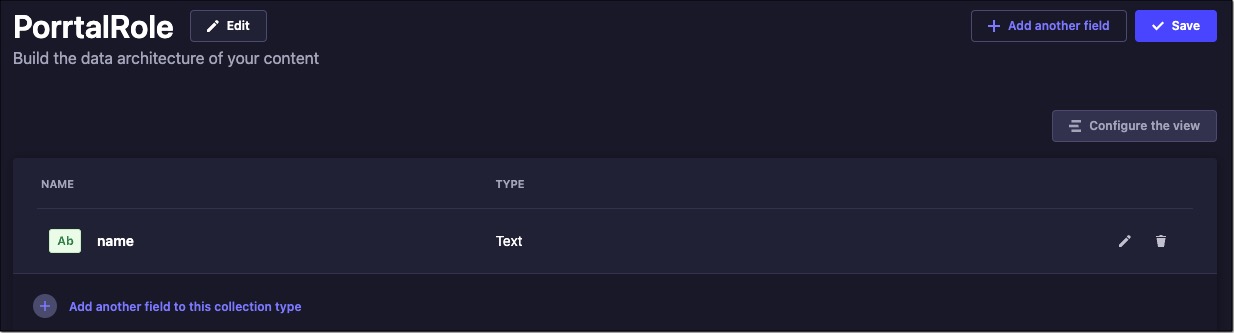 PorrtalRole
Edit
Add another field
Save
Build the data architecture of your content
Configure the view
NAME
TYPE
Ab
name
Text
Add another field to this collection type